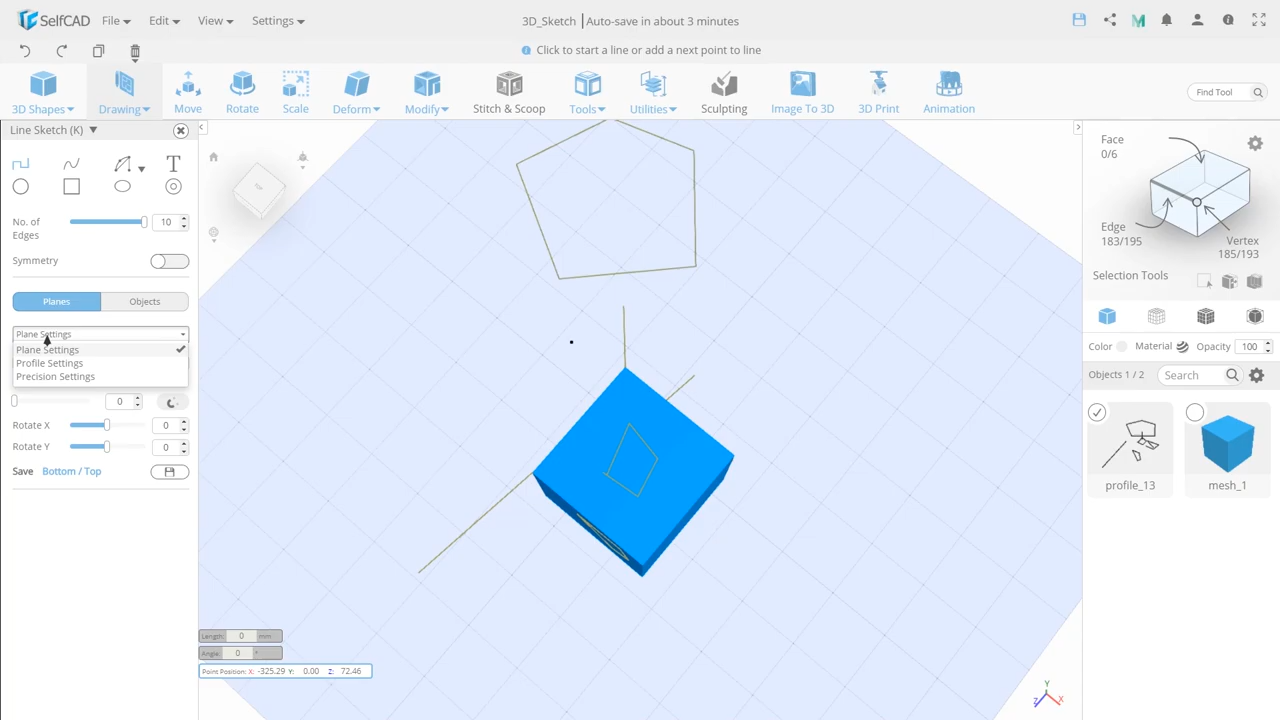 SelfCAD File Edit View Settings 3D_Sketch | Auto-save in about 3 minutes
Click to start a line or add a next point to line
3D Shapes Drawing Move Rotate Scale Deform Modify Stitch & Scoop Tools Utilities Sculpting Image To 3D 3D Print Animation Find Tool
Line Sketch (K)
T
No. of
Edges
10
Symmetry
Planes Objects
Plane Settings
Plane Settings
Profile Settings
Precision Settings
0
Rotate X 0
Rotate Y 0
Save Bottom / Top
TOP
Length: 0 mm
Angle: 0 °
Point Position: X: -325.29 Y: 0.00 Z: 72.46
Y
Z X
Face
0/6
Edge
183/195
Vertex
185/193
Selection Tools
Color Material Opacity 100
Objects 1 / 2 Search
profile_13 mesh_1